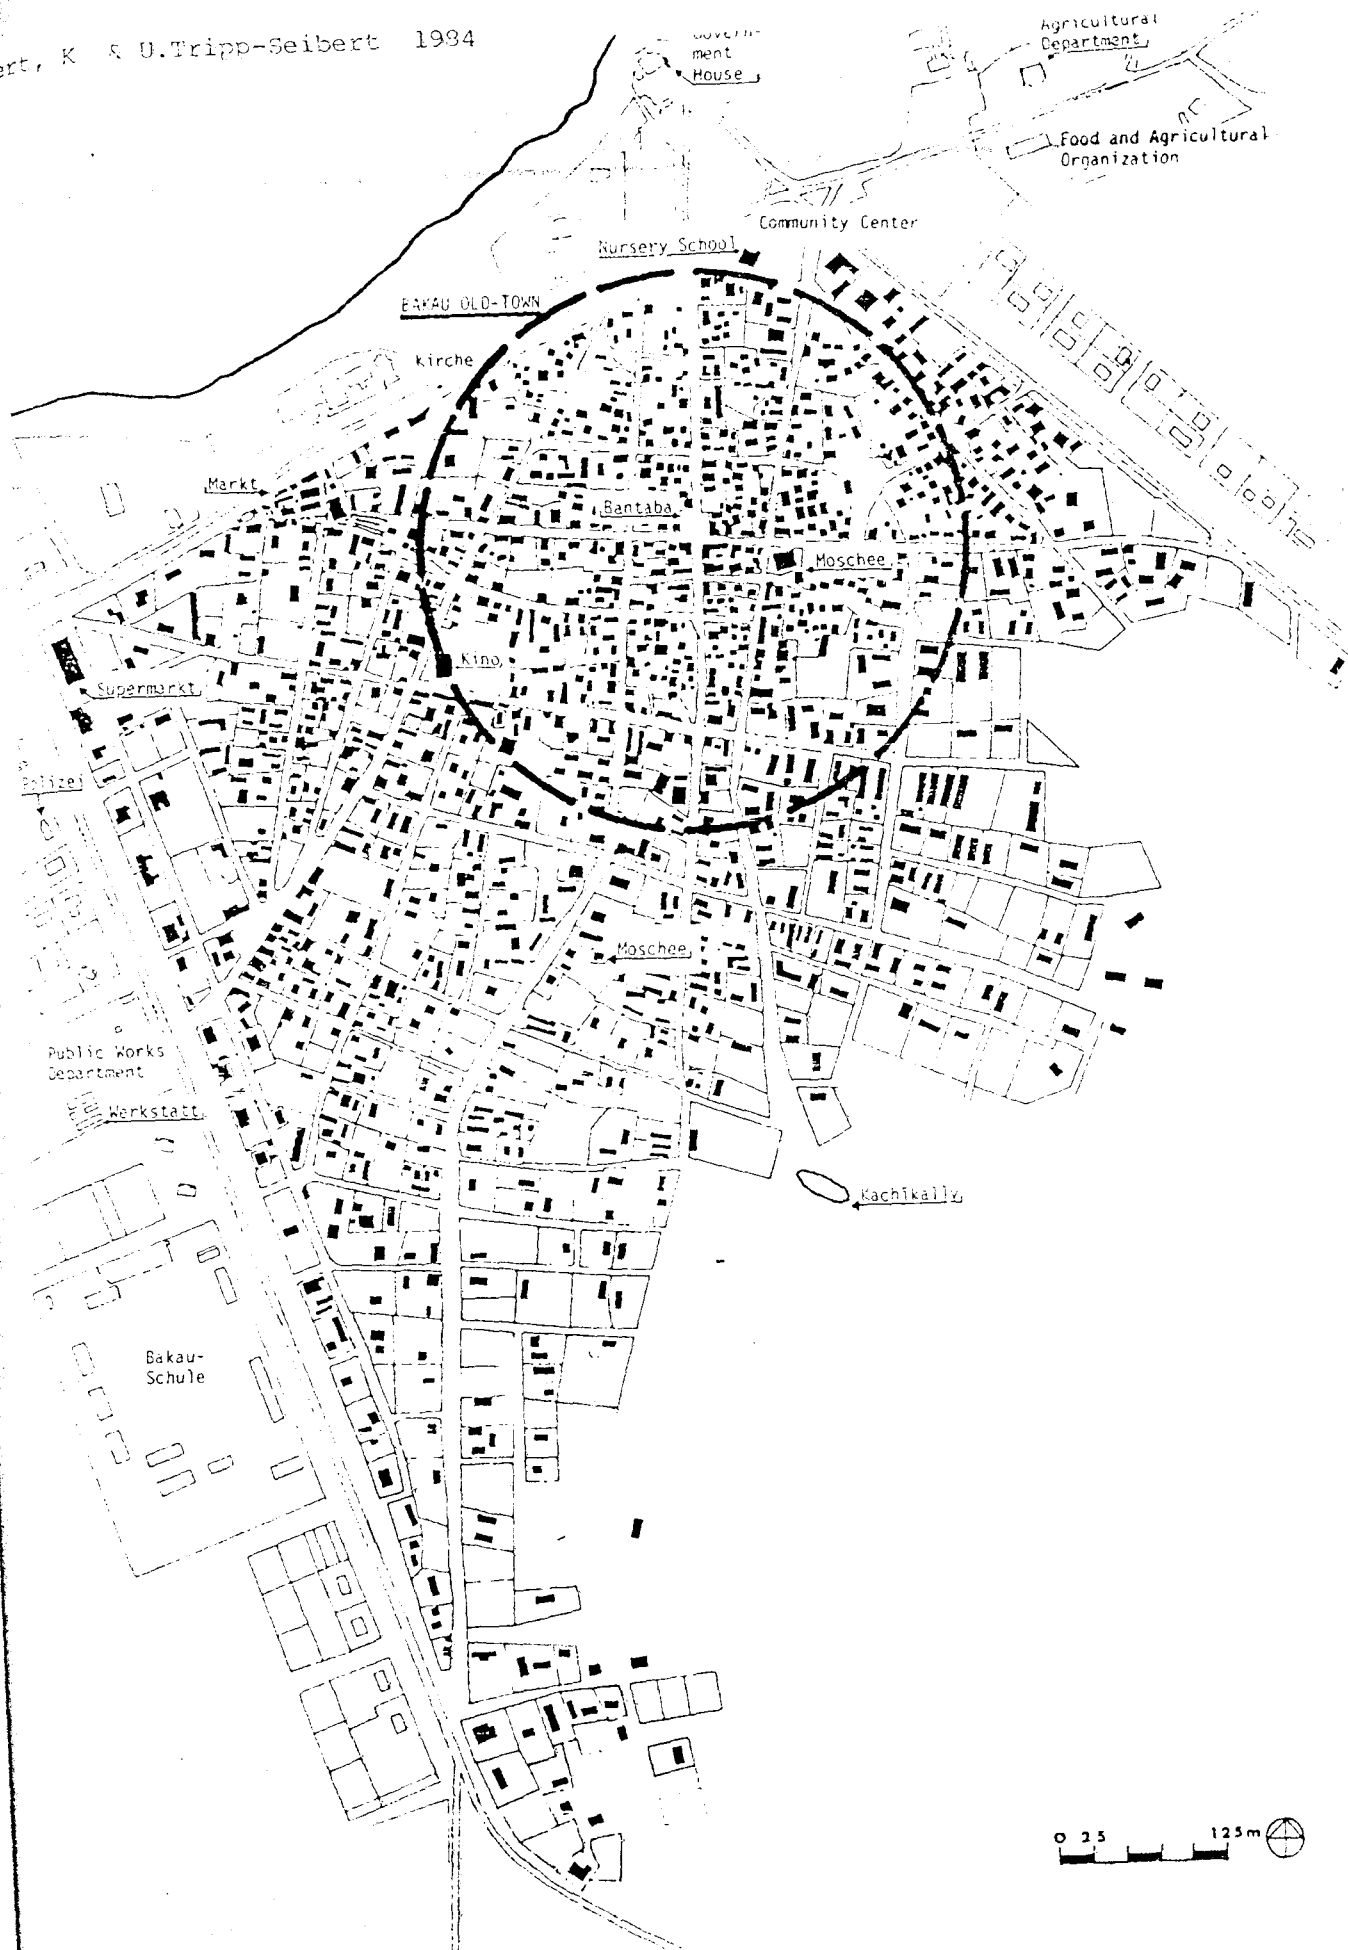 K & U.Tripp-Seibert 1984
ment
House
Agricultural
Department
Food and Agricultural
Organization
Community Center
Nursery School
BAKAU OLD-TOWN
Kirche
Markt
Bantaba
Moschee
Kino
Supermarkt
Polizei
Moschee
Public Works
Department
Werkstatt
Kachikally
Bakau-
Schule
0 25 125m